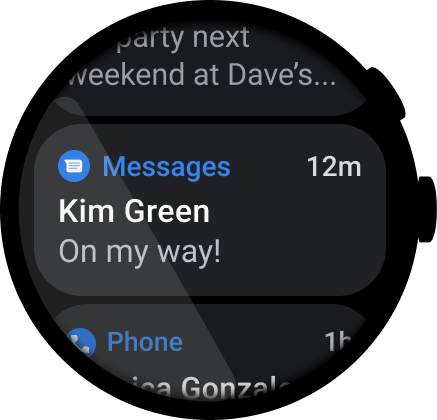 party next
weekend at Dave's...
Messages 12m
Kim Green
On my way!
Phone